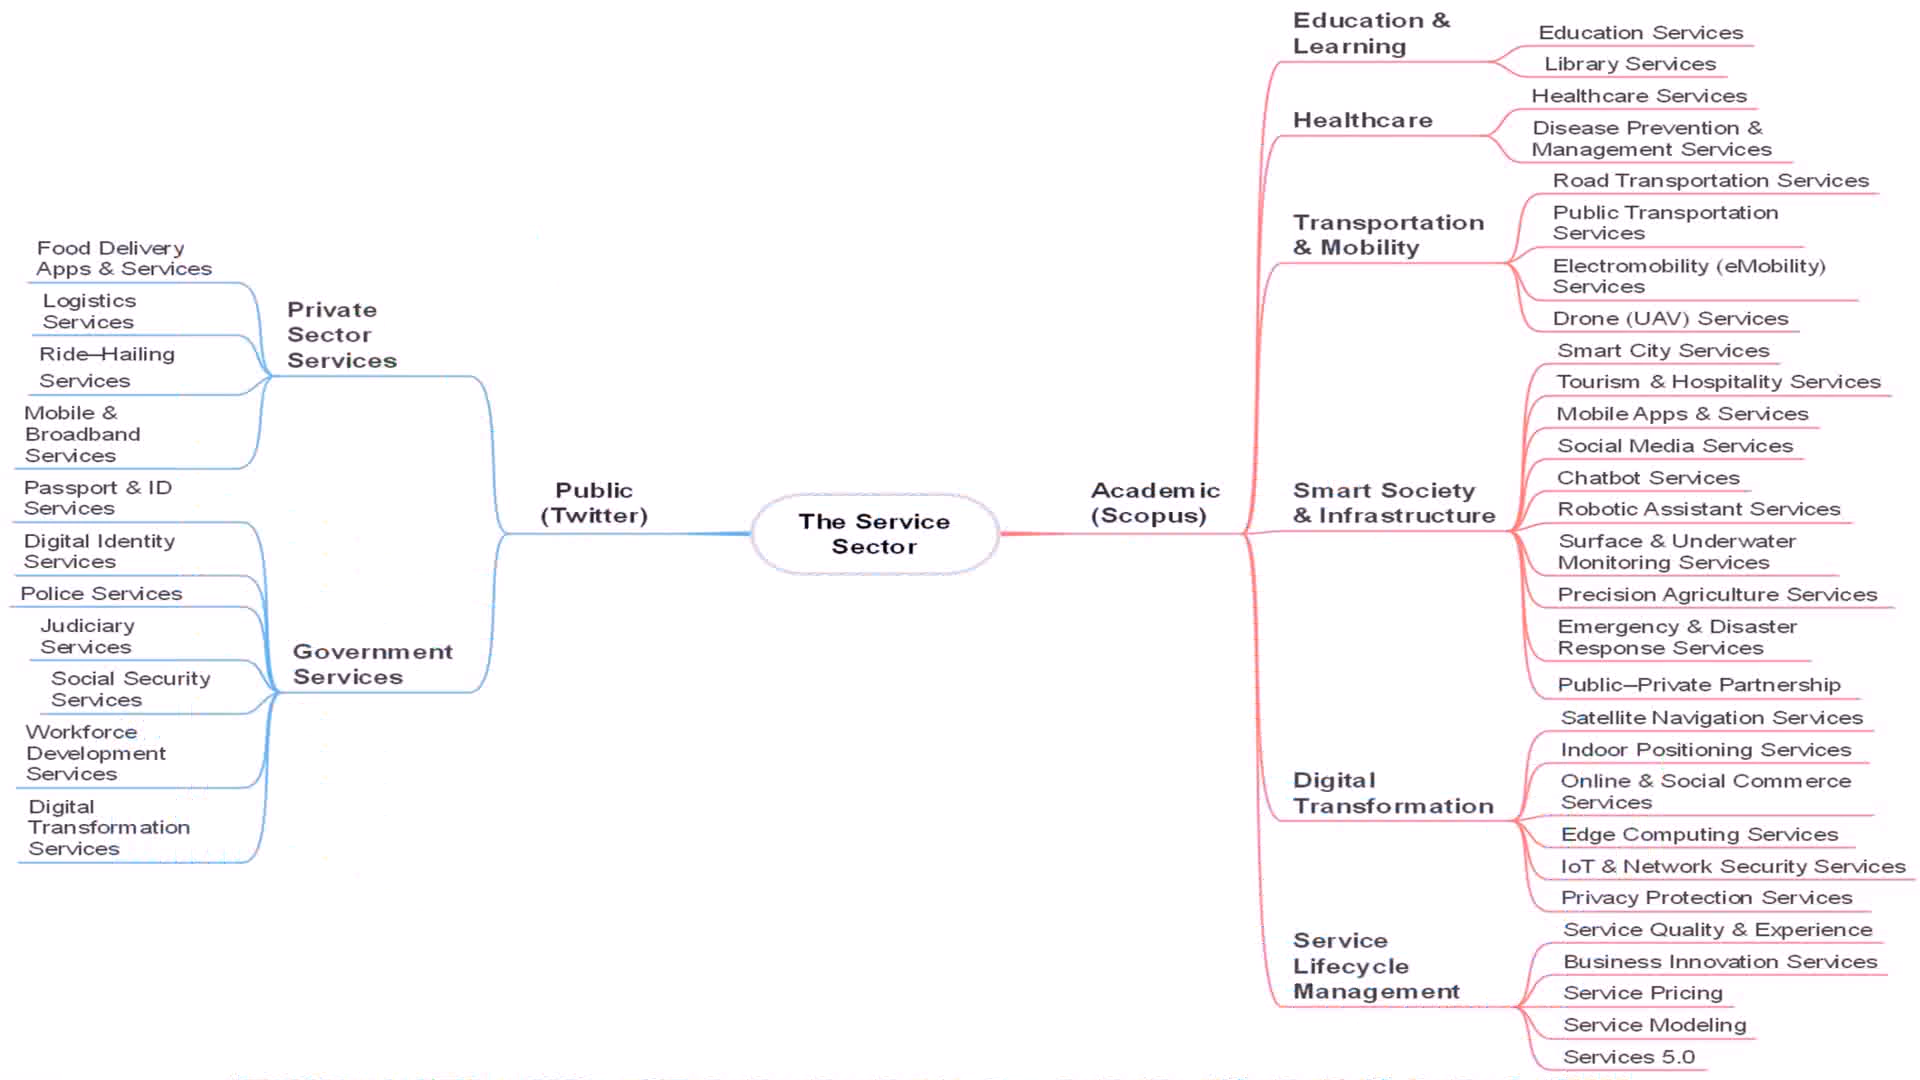 The Service
Sector
Public
(Twitter)
Private
Sector
Services
Food Delivery
Apps & Services
Logistics
Services
Ride–Hailing
Services
Mobile &
Broadband
Services
Government
Services
Passport & ID
Services
Digital Identity
Services
Police Services
Judiciary
Services
Social Security
Services
Workforce
Development
Services
Digital
Transformation
Services
Academic
(Scopus)
Education &
Learning
Education Services
Library Services
Healthcare
Healthcare Services
Disease Prevention &
Management Services
Transportation
& Mobility
Road Transportation Services
Public Transportation
Services
Electromobility (eMobility)
Services
Drone (UAV) Services
Smart Society
& Infrastructure
Smart City Services
Tourism & Hospitality Services
Mobile Apps & Services
Social Media Services
Chatbot Services
Robotic Assistant Services
Surface & Underwater
Monitoring Services
Precision Agriculture Services
Emergency & Disaster
Response Services
Public–Private Partnership
Digital
Transformation
Satellite Navigation Services
Indoor Positioning Services
Online & Social Commerce
Services
Edge Computing Services
IoT & Network Security Services
Privacy Protection Services
Service
Lifecycle
Management
Service Quality & Experience
Business Innovation Services
Service Pricing
Service Modeling
Services 5.0